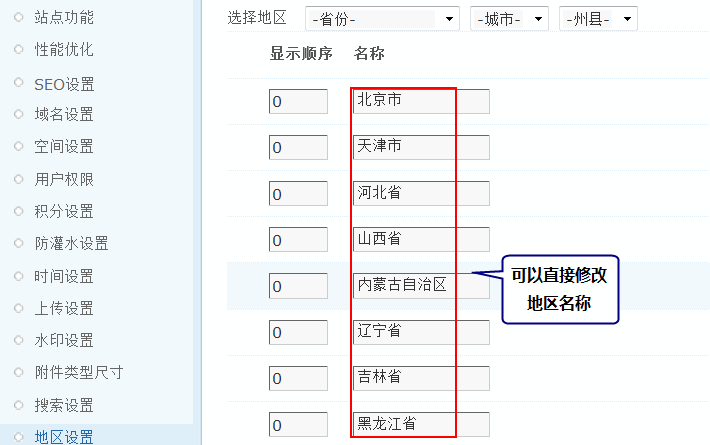 站点功能
性能优化
SEO设置
域名设置
空间设置
用户权限
积分设置
防灌水设置
时间设置
上传设置
水印设置
附件类型尺寸
搜索设置
地区设置
选择地区 -省份- -城市- -州县-
显示顺序 名称
0 北京市
0 天津市
0 河北省
0 山西省
0 内蒙古自治区
0 辽宁省
0 吉林省
0 黑龙江省
可以直接修改
地区名称